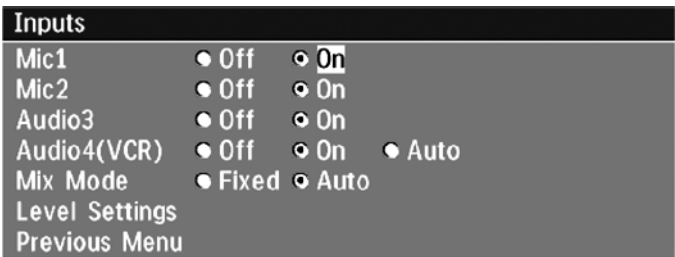 Inputs
Mic1 Off On
Mic2 Off On
Audio3 Off On
Audio4(VCR) Off On Auto
Mix Mode Fixed Auto
Level Settings
Previous Menu